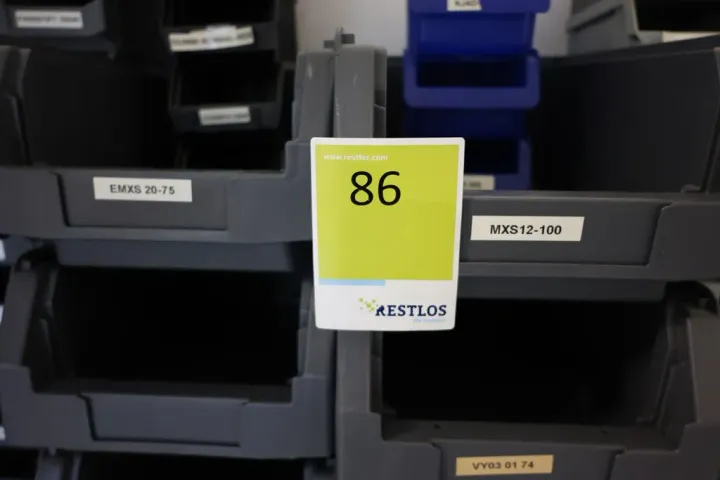 EMXS 20-75
www.restlos.com
86
RESTLOS
MXS12-100
VY03 01 74